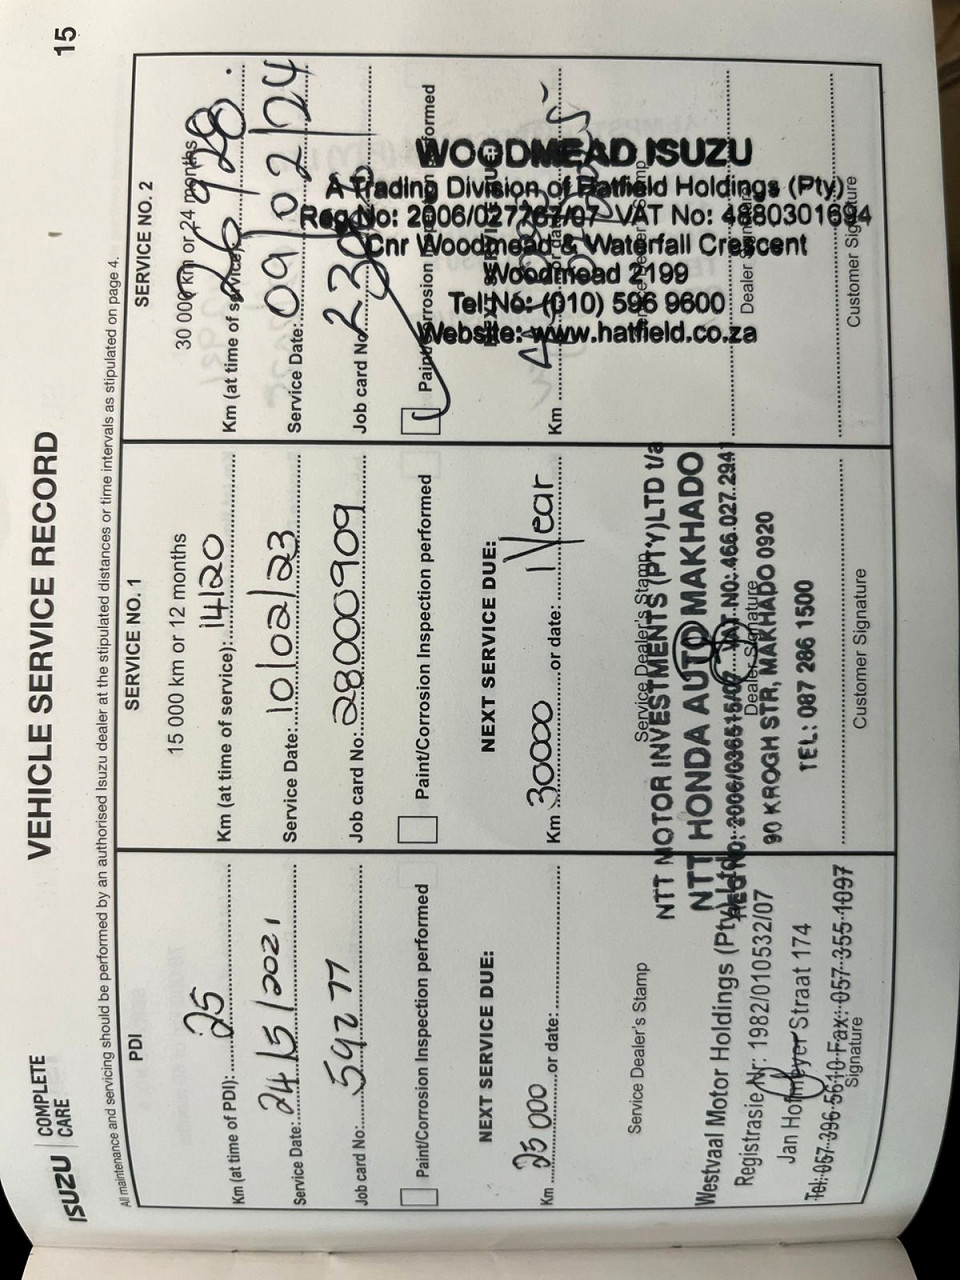 ISUZU COMPLETE CARE
VEHICLE SERVICE RECORD
15
All maintenance and servicing should be performed by an authorised Isuzu dealer at the stipulated distances or time intervals as stipulated on page 4.
PDI
Km (at time of PDI): 25
Service Date: 24/5/2021
Job card No. 59277
Paint/Corrosion Inspection performed
NEXT SERVICE DUE:
Km 25 000 or date:
Service Dealer's Stamp
Westvaal Motor Holdings (Pty) Ltd
Registrasie Nr: 1982/010532/07
Jan Hofmeyer Straat 174
Tel: 057 396 5610 Fax: 057 355 1097
Signature
SERVICE NO. 1
15 000 km or 12 months
Km (at time of service): 14120
Service Date: 10/02/23
Job card No. 280000909
Paint/Corrosion Inspection performed
NEXT SERVICE DUE:
Km 30000 or date: 1 Year
Service Dealer's Stamp
NTT MOTOR INVESTMENTS (PTY) LTD t/a
NTT HONDA AUTO MAKHADO
REG NO: 2006/036515/07 VAT NO: 466 027 2941
Dealer Signature
90 KROGH STR, MAKHADO 0920
TEL: 087 286 1500
Customer Signature
SERVICE NO. 2
30 000 km or 24 months
Km (at time of service) 26928
Service Date: 09/02/24
Job card No.
Paint/Corrosion Inspection performed
Km
WOODMEAD ISUZU
A Trading Division of Hatfield Holdings (Pty)
Reg No: 2006/027767/07 VAT No: 4880301694
Cnr Woodmead & Waterfall Crescent
Woodmead 2199
Tel No: (010) 596 9600
Website: www.hatfield.co.za
Dealer Signature
Customer Signature